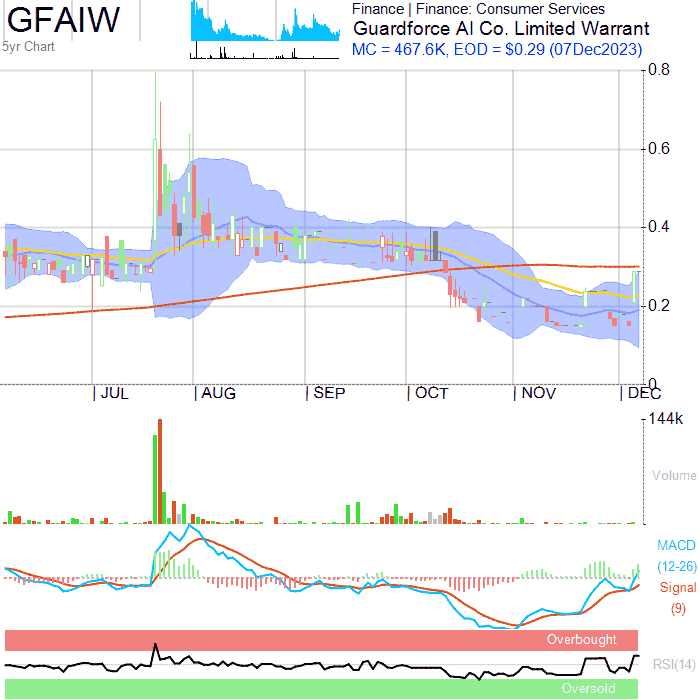 GFAIW
5yr Chart
Finance | Finance: Consumer Services
Guardforce AI Co. Limited Warrant
MC = 467.6K, EOD = $0.29 (07Dec2023)
0.8
0.6
0.4
0.2
0
JUL AUG SEP OCT NOV DEC
144k
Volume
MACD
(12-26)
Signal
(9)
Overbought
RSI(14)
Oversold